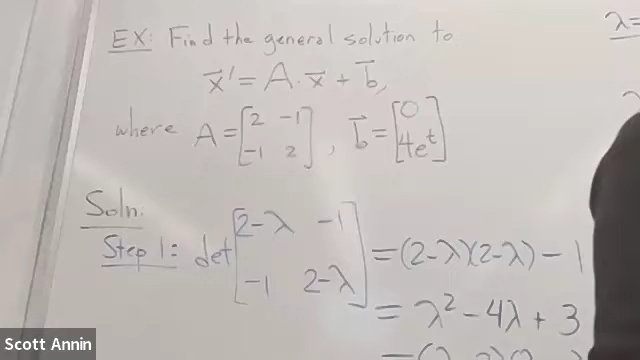 EX: Find the general solution to
x⃗' = A·x⃗ + b⃗,
where A = [2 -1; -1 2], b⃗ = [0; 4e^t]
Soln:
Step 1: det [2-λ -1; -1 2-λ] = (2-λ)(2-λ) - 1
= λ² - 4λ + 3
λ=
Scott Annin